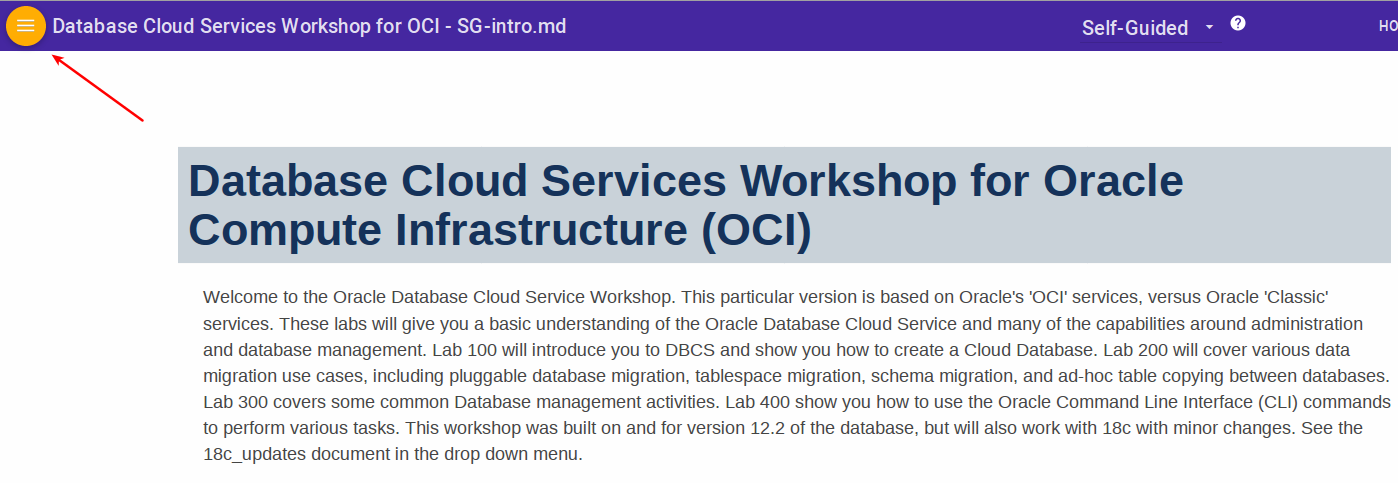 Database Cloud Services Workshop for OCI - SG-intro.md
Self-Guided
?
Database Cloud Services Workshop for Oracle
Compute Infrastructure (OCI)
Welcome to the Oracle Database Cloud Service Workshop. This particular version is based on Oracle's 'OCI' services, versus Oracle 'Classic'
services. These labs will give you a basic understanding of the Oracle Database Cloud Service and many of the capabilities around administration
and database management. Lab 100 will introduce you to DBCS and show you how to create a Cloud Database. Lab 200 will cover various data
migration use cases, including pluggable database migration, tablespace migration, schema migration, and ad-hoc table copying between databases.
Lab 300 covers some common Database management activities. Lab 400 show you how to use the Oracle Command Line Interface (CLI) commands
to perform various tasks. This workshop was built on and for version 12.2 of the database, but will also work with 18c with minor changes. See the
18c_updates document in the drop down menu.